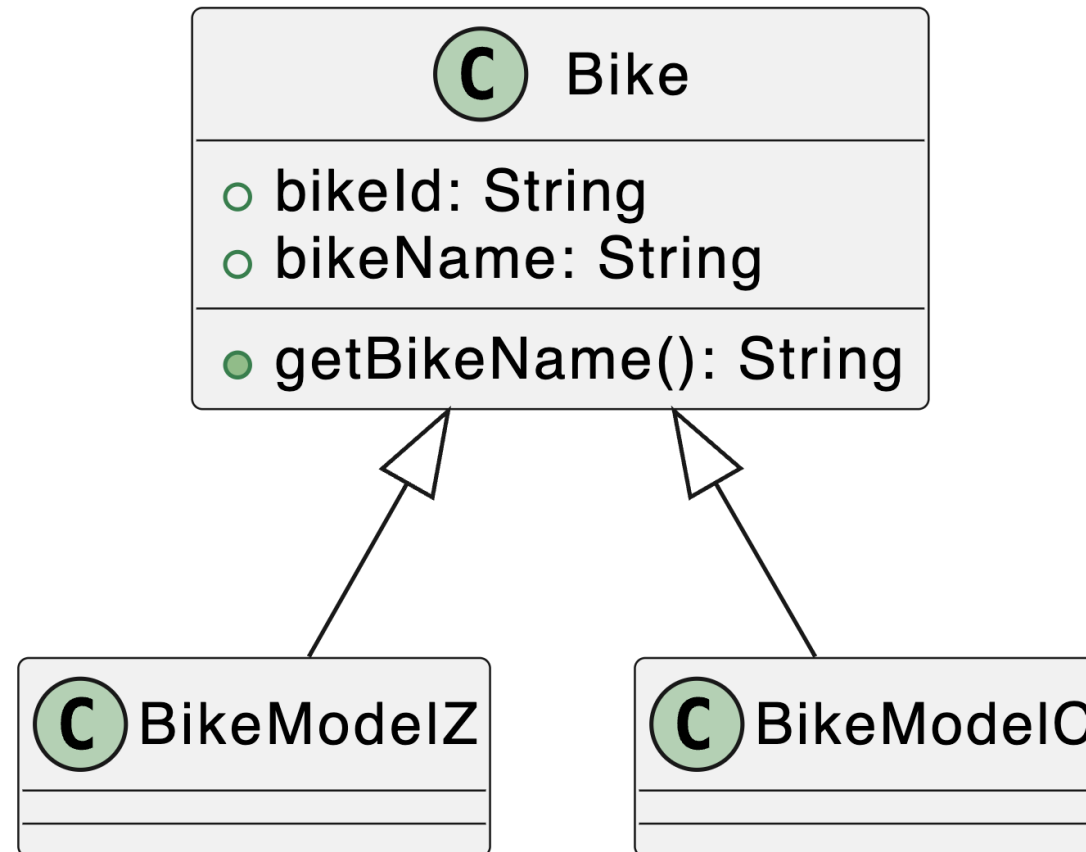 C Bike
bikeId: String
bikeName: String
getBikeName(): String
C BikeModelZ
C